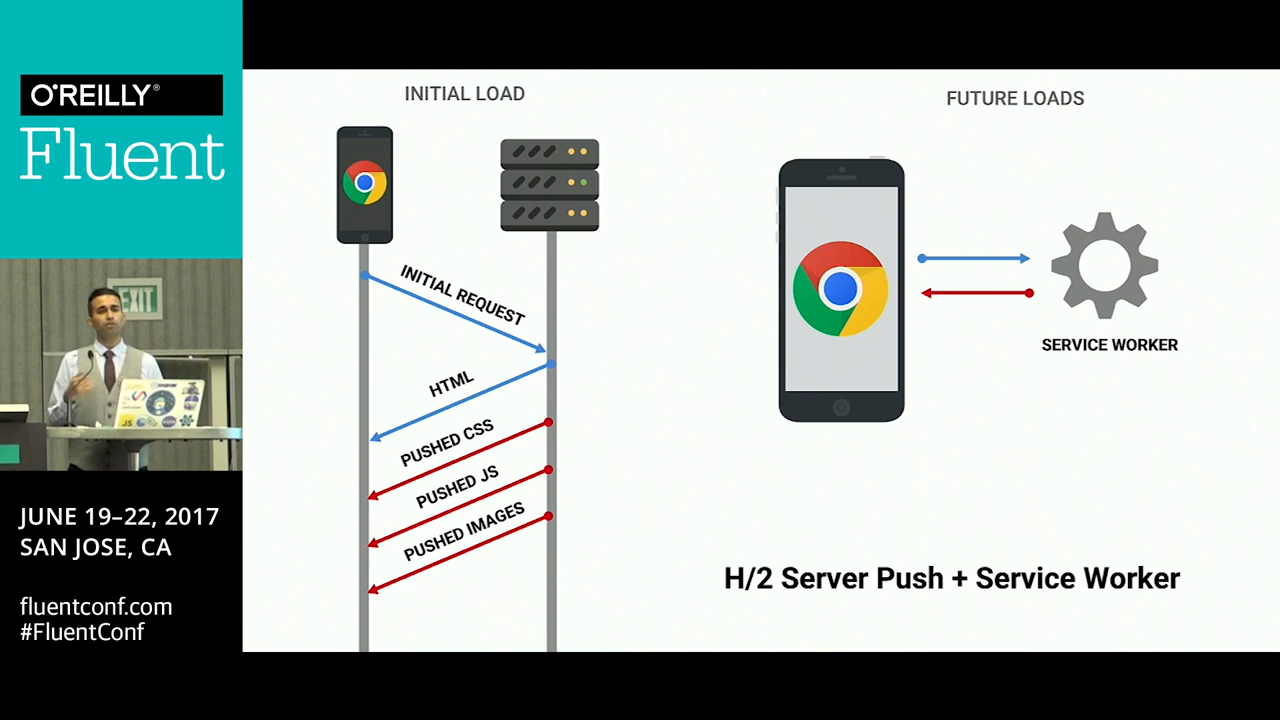 O'REILLY®
Fluent
EXIT
JS
JUNE 19–22, 2017
SAN JOSE, CA
fluentconf.com
#FluentConf
INITIAL LOAD
INITIAL REQUEST
HTML
PUSHED CSS
PUSHED JS
PUSHED IMAGES
FUTURE LOADS
SERVICE WORKER
H/2 Server Push + Service Worker